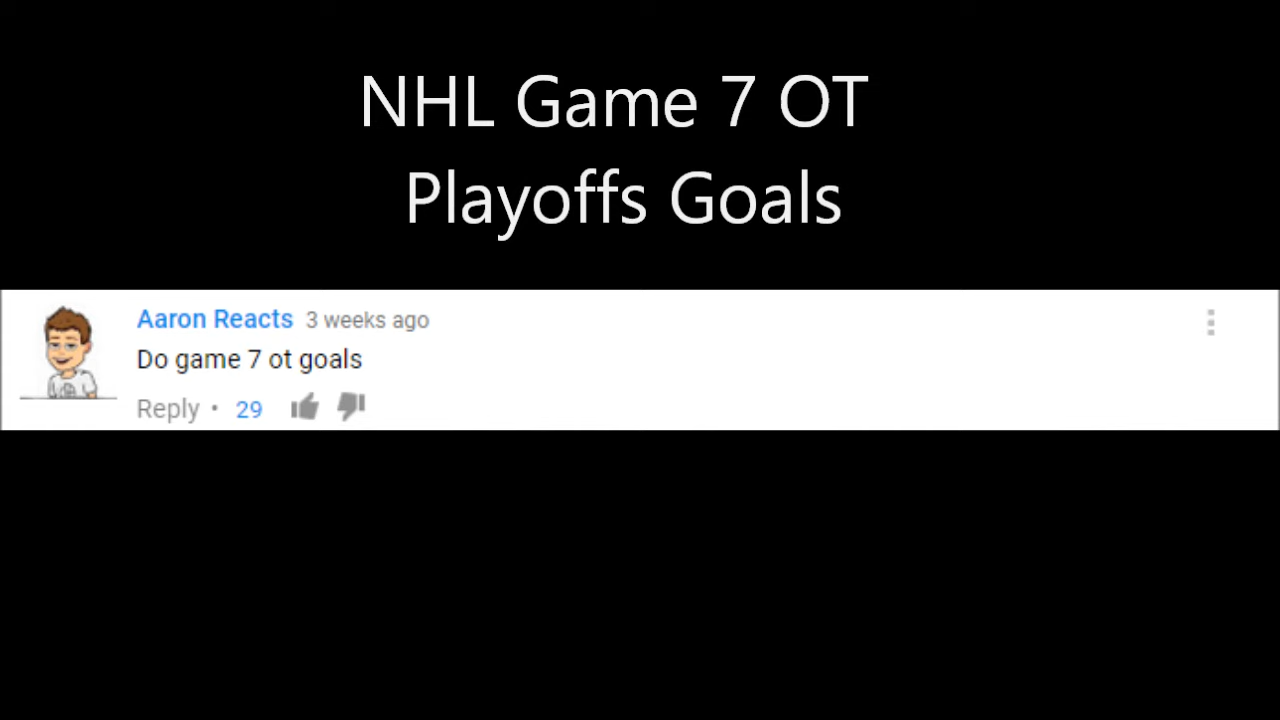 NHL Game 7 OT
Playoffs Goals
Aaron Reacts 3 weeks ago
Do game 7 ot goals
Reply • 29